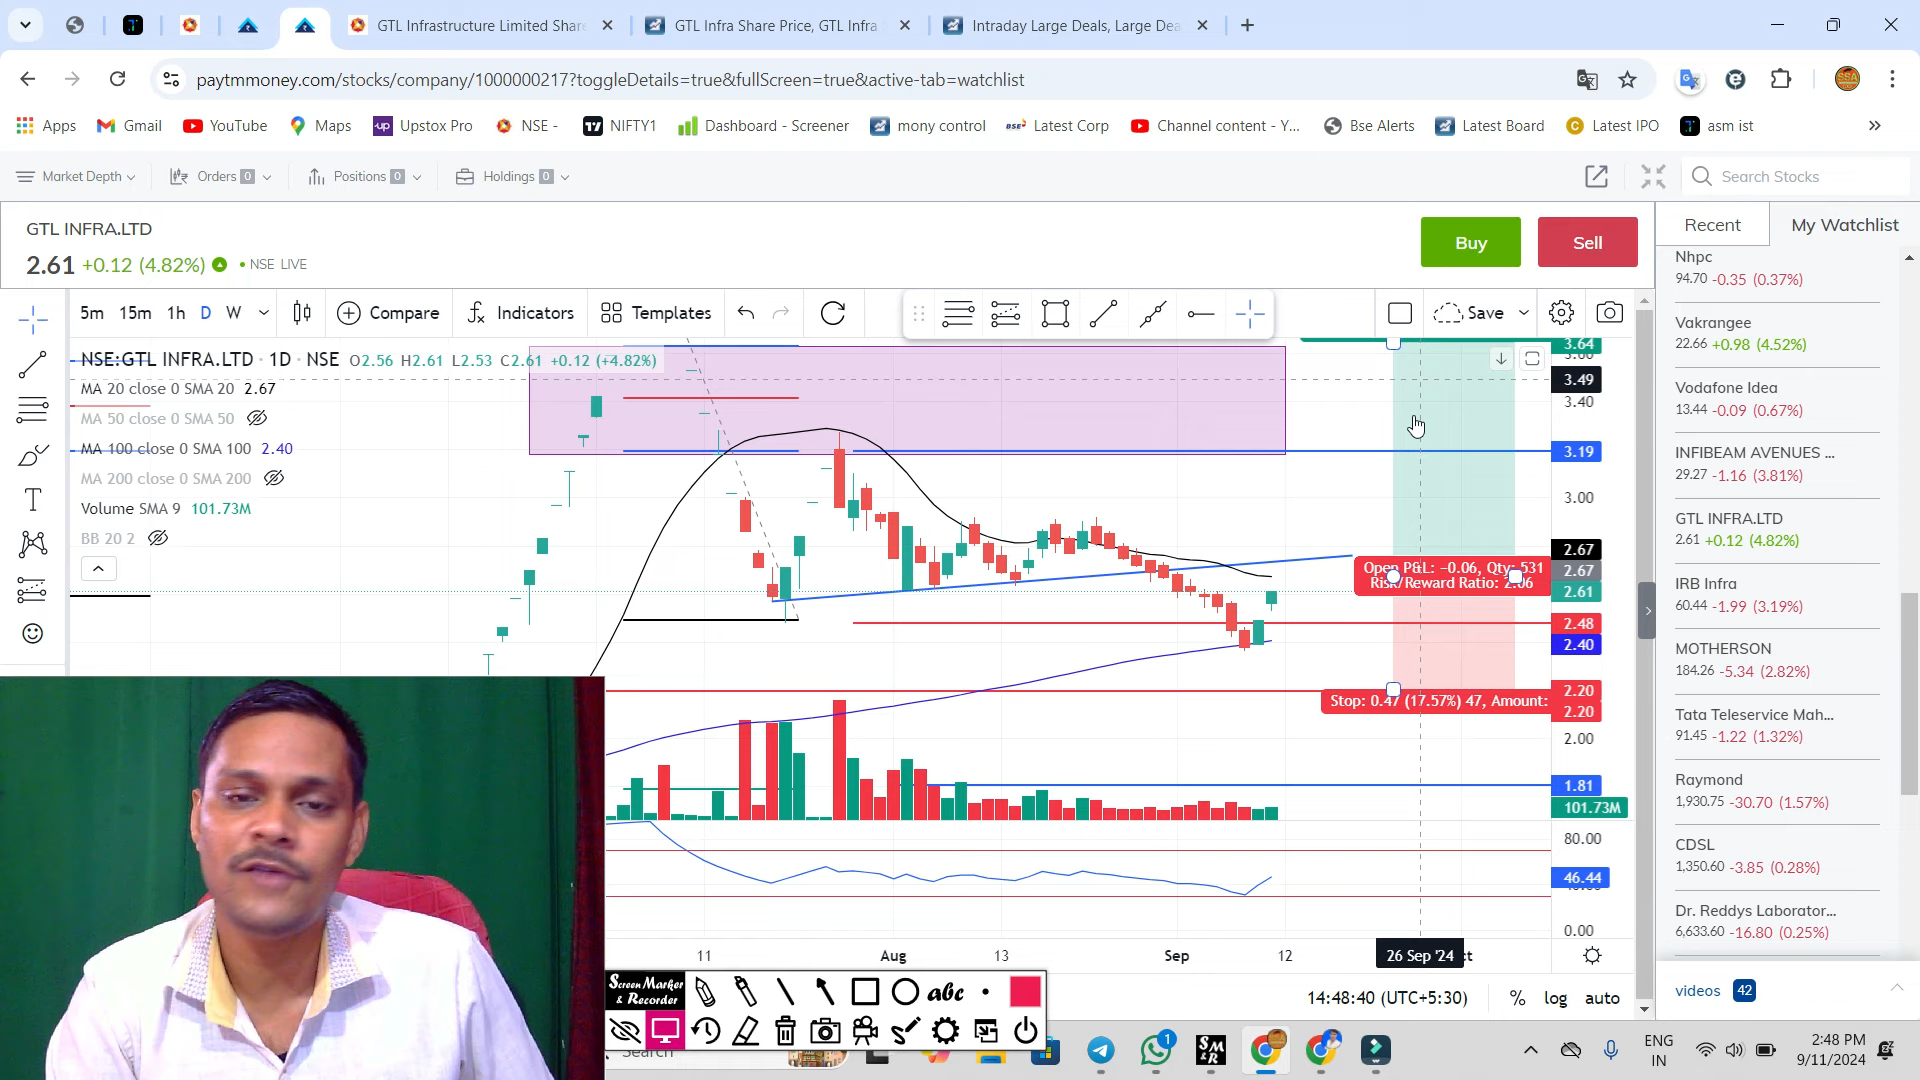 GTL Infrastructure Limited Share
GTL Infra Share Price, GTL Infra
Intraday Large Deals, Large Dea
paytmmoney.com/stocks/company/1000000217?toggleDetails=true&fullScreen=true&active-tab=watchlist
Apps Gmail YouTube Maps Upstox Pro NSE - NIFTY1 Dashboard - Screener mony control Latest Corp Channel content - Y... Bse Alerts Latest Board Latest IPO asm ist
Market Depth Orders 0 Positions 0 Holdings 0 Search Stocks
GTL INFRA.LTD
2.61 +0.12 (4.82%) • NSE LIVE
Buy Sell
5m 15m 1h D W Compare Indicators Templates Save
NSE:GTL INFRA.LTD · 1D · NSE O2.56 H2.61 L2.53 C2.61 +0.12 (+4.82%)
MA 20 close 0 SMA 20 2.67
MA 50 close 0 SMA 50
MA 100 close 0 SMA 100 2.40
MA 200 close 0 SMA 200
Volume SMA 9 101.73M
BB 20 2
3.64
3.49
3.40
3.19
3.00
2.67
2.67
2.61
2.48
2.40
2.20
2.20
2.00
1.81
101.73M
80.00
46.44
0.00
Open P&L: −0.06, Qty: 531
Risk/Reward Ratio: 2.06
Stop: 0.47 (17.57%) 47, Amount:
11 Aug 13 Sep 12 26 Sep '24
14:48:40 (UTC+5:30) % log auto
Recent My Watchlist
Nhpc
94.70 -0.35 (0.37%)
Vakrangee
22.66 +0.98 (4.52%)
Vodafone Idea
13.44 -0.09 (0.67%)
INFIBEAM AVENUES ...
29.27 -1.16 (3.81%)
GTL INFRA.LTD
2.61 +0.12 (4.82%)
IRB Infra
60.44 -1.99 (3.19%)
MOTHERSON
184.26 -5.34 (2.82%)
Tata Teleservice Mah...
91.45 -1.22 (1.32%)
Raymond
1,930.75 -30.70 (1.57%)
CDSL
1,350.60 -3.85 (0.28%)
Dr. Reddys Laborator...
6,633.60 -16.80 (0.25%)
videos 42
Screen Marker
& Recorder
abc
Search
1
SM
&R
ENG
IN
2:48 PM
9/11/2024